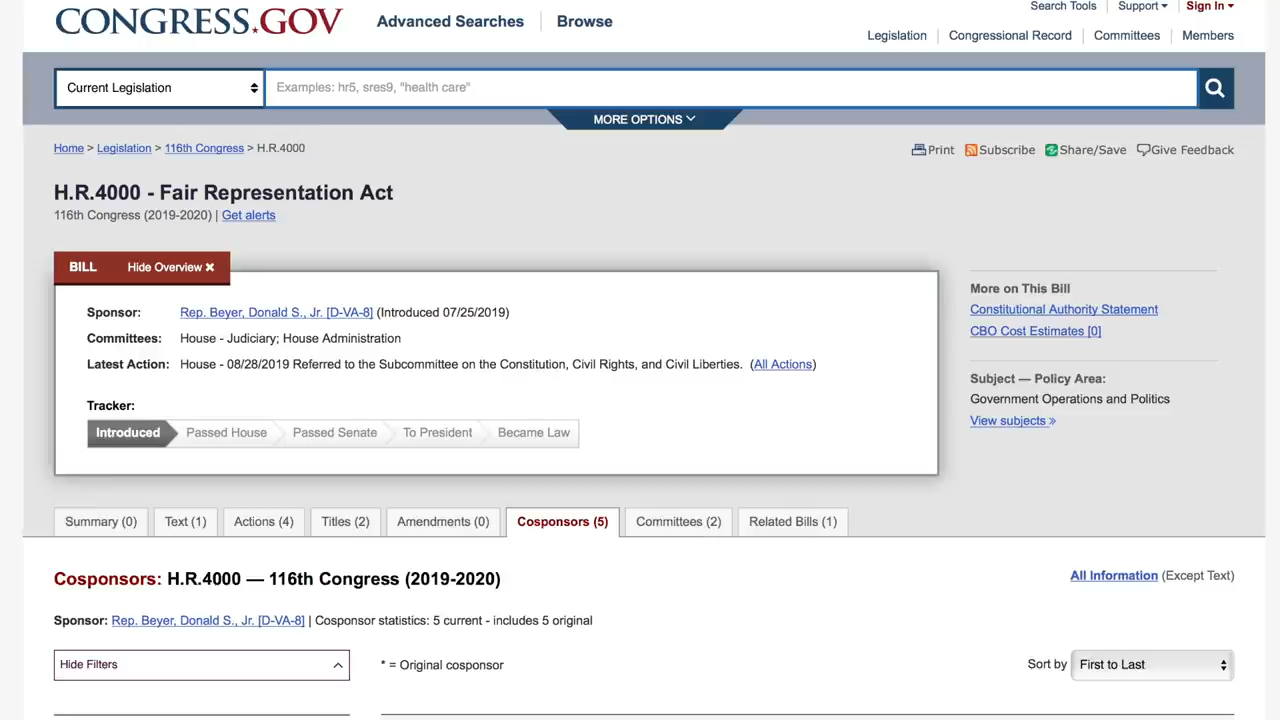 CONGRESS.GOV
Advanced Searches
Browse
Search Tools
Support
Sign In
Legislation
Congressional Record
Committees
Members
Current Legislation
Examples: hr5, sres9, "health care"
MORE OPTIONS
Home > Legislation > 116th Congress > H.R.4000
Print
Subscribe
Share/Save
Give Feedback
H.R.4000 - Fair Representation Act
116th Congress (2019-2020) | Get alerts
BILL
Hide Overview
Sponsor: Rep. Beyer, Donald S., Jr. [D-VA-8] (Introduced 07/25/2019)
Committees: House - Judiciary; House Administration
Latest Action: House - 08/28/2019 Referred to the Subcommittee on the Constitution, Civil Rights, and Civil Liberties. (All Actions)
Tracker:
Introduced
Passed House
Passed Senate
To President
Became Law
More on This Bill
Constitutional Authority Statement
CBO Cost Estimates [0]
Subject — Policy Area:
Government Operations and Politics
View subjects »
Summary (0)
Text (1)
Actions (4)
Titles (2)
Amendments (0)
Cosponsors (5)
Committees (2)
Related Bills (1)
Cosponsors: H.R.4000 — 116th Congress (2019-2020)
All Information (Except Text)
Sponsor: Rep. Beyer, Donald S., Jr. [D-VA-8] | Cosponsor statistics: 5 current - includes 5 original
Hide Filters
* = Original cosponsor
Sort by First to Last